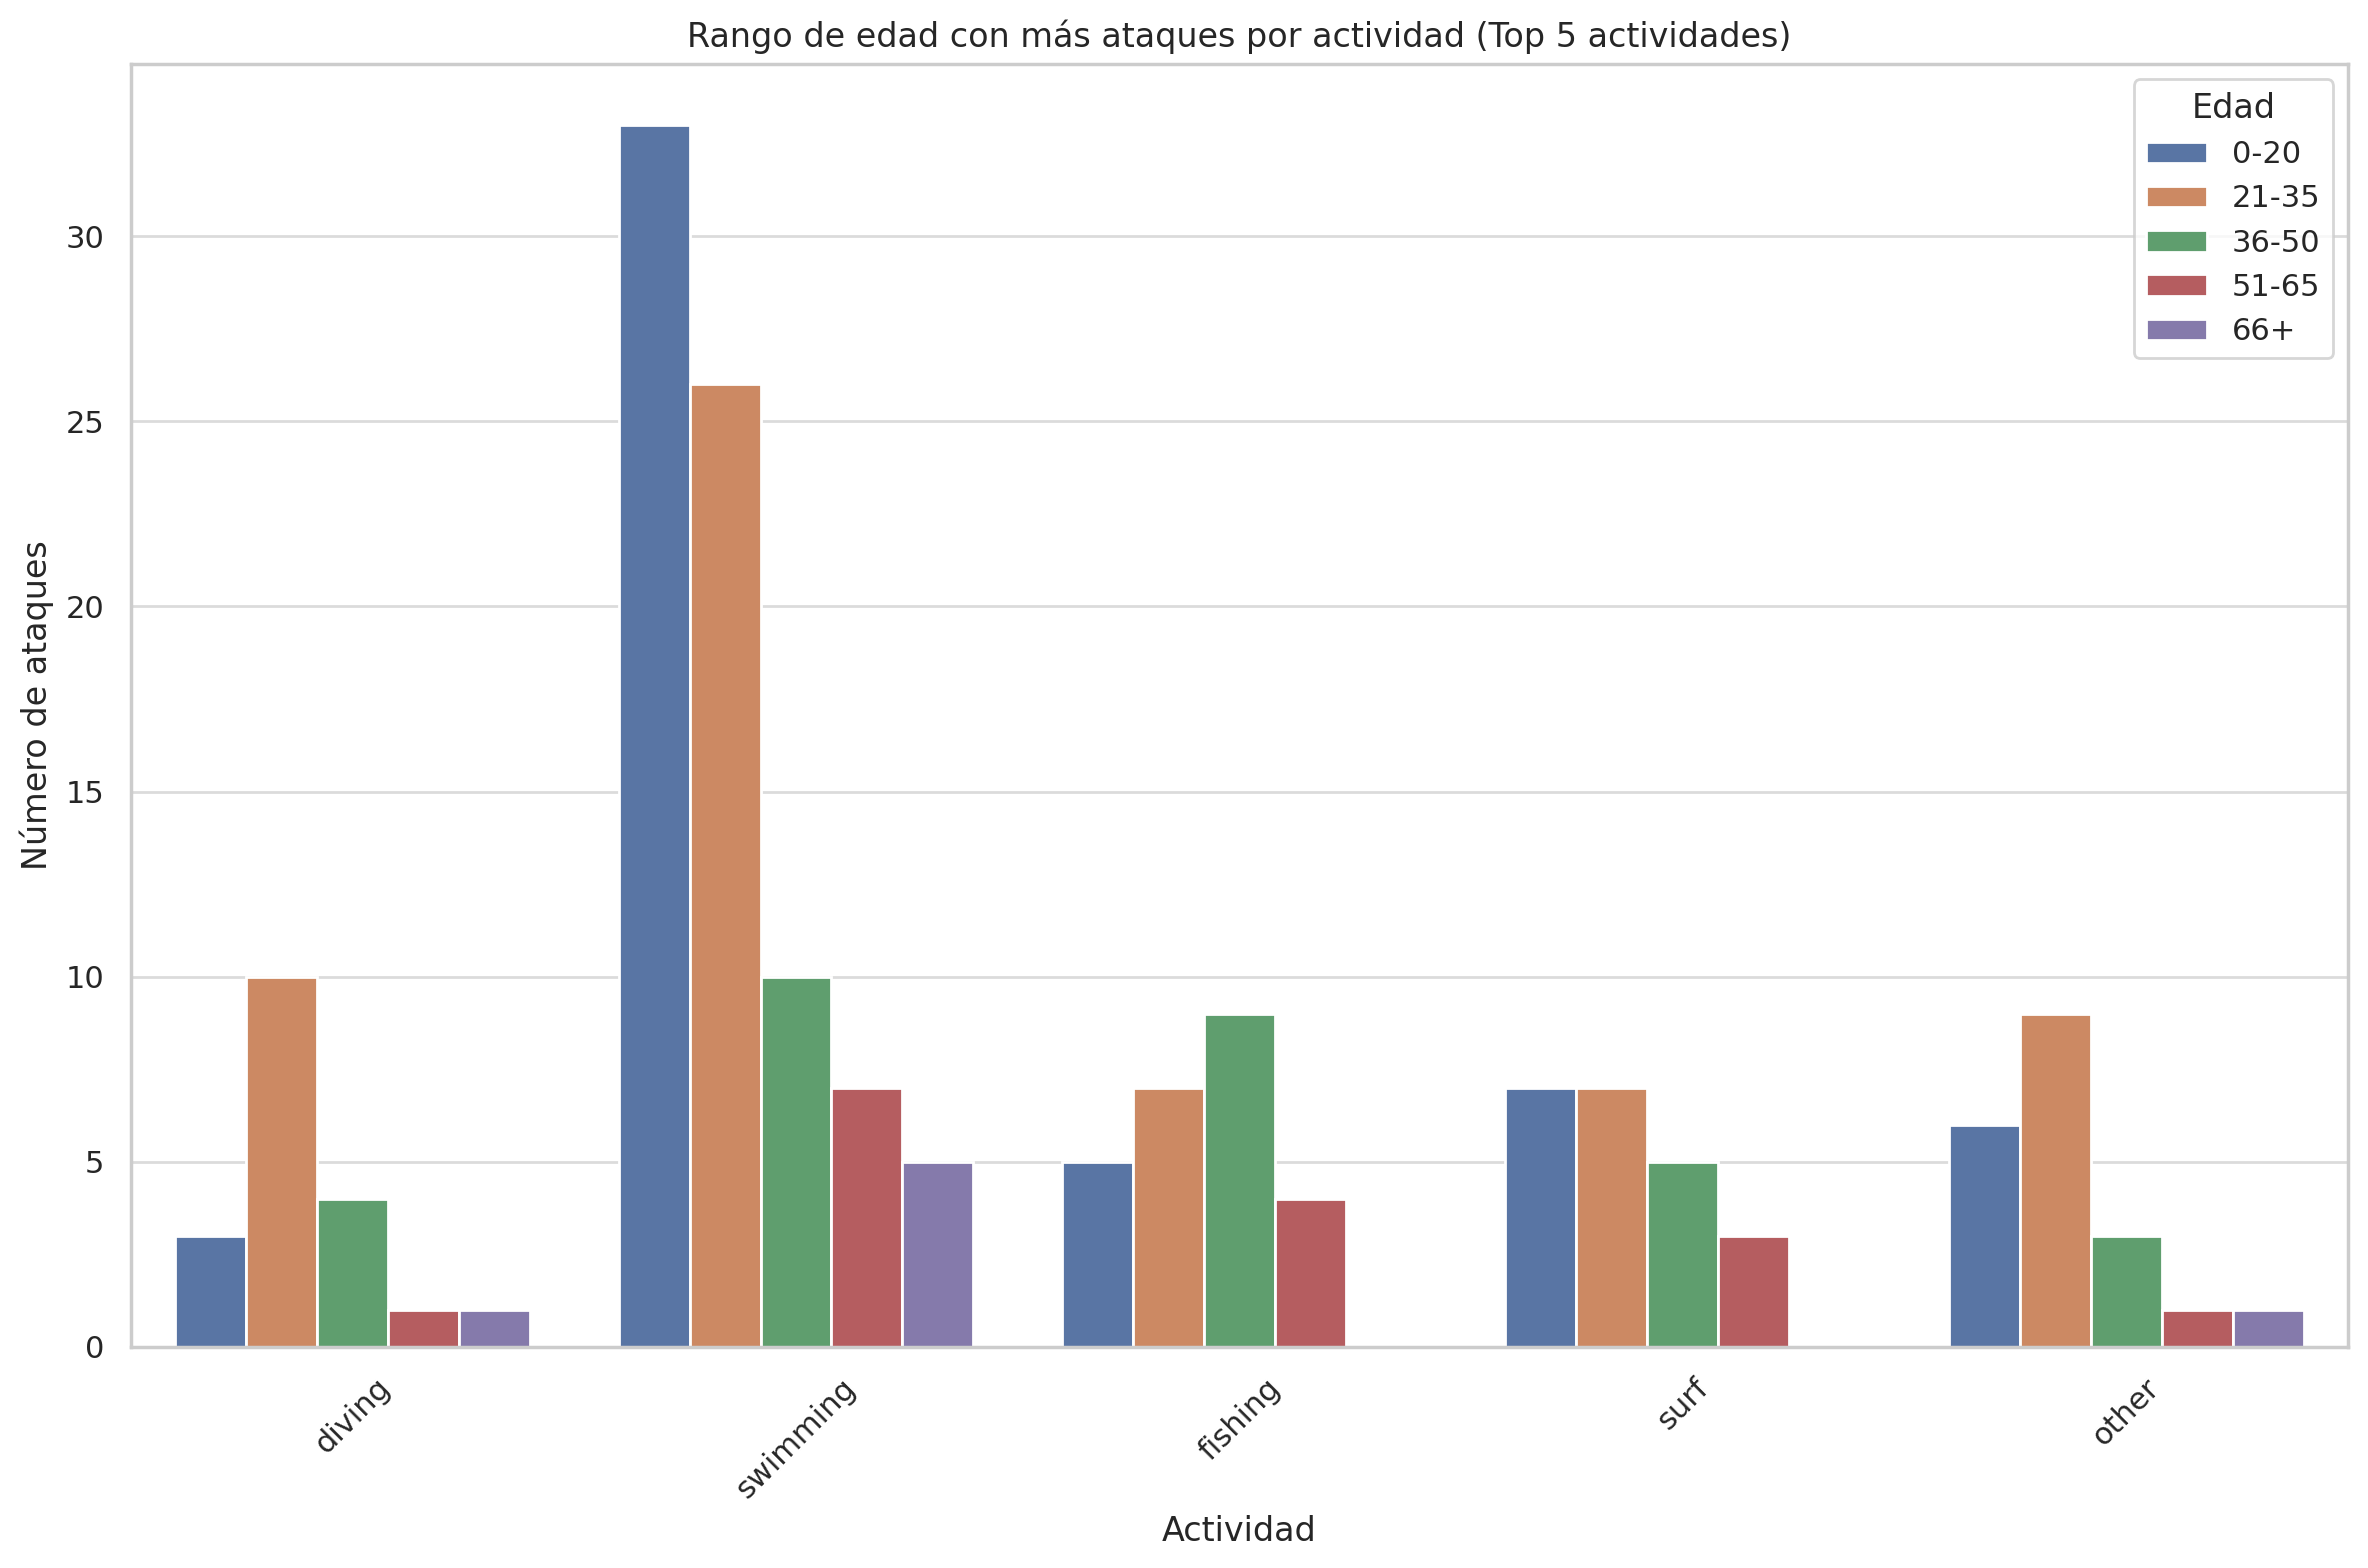 Rango de edad con más ataques por actividad (Top 5 actividades)
Edad
0-20
21-35
36-50
51-65
66+
Número de ataques
30
25
20
15
10
5
0
diving
swimming
fishing
surf
other
Actividad